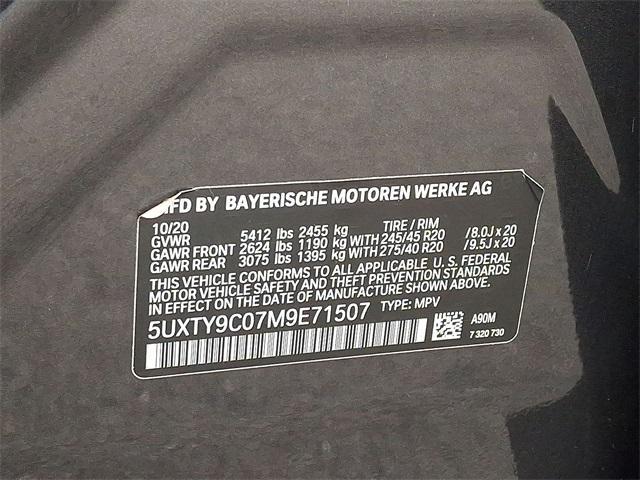 MFD BY BAYERISCHE MOTOREN WERKE AG
10/20
GVWR 5412 lbs 2455 kg TIRE / RIM
GAWR FRONT 2624 lbs 1190 kg WITH 245/45 R20 /8.0J x 20
GAWR REAR 3075 lbs 1395 kg WITH 275/40 R20 /9.5J x 20
THIS VEHICLE CONFORMS TO ALL APPLICABLE U. S. FEDERAL
MOTOR VEHICLE SAFETY AND THEFT PREVENTION STANDARDS
IN EFFECT ON THE DATE OF MANUFACTURE SHOWN ABOVE.
5UXTY9C07M9E71507 TYPE: MPV
A90M
7 320 730